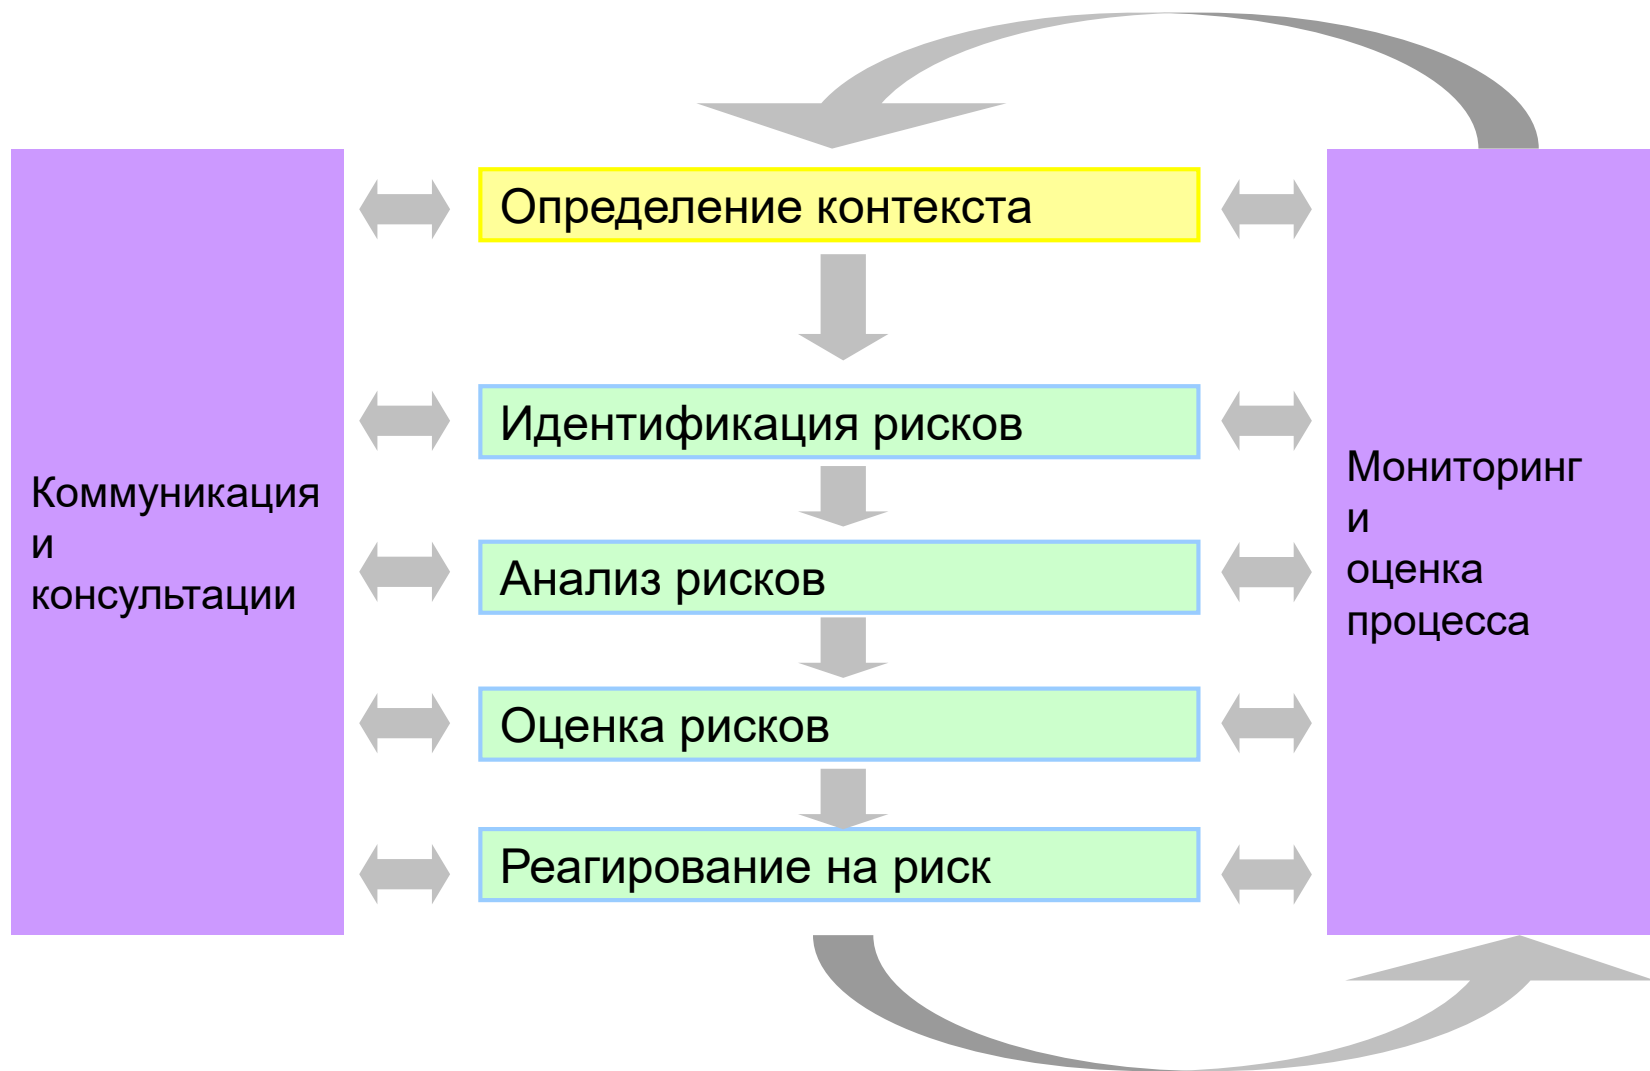 Определение контекста
Идентификация рисков
Анализ рисков
Оценка рисков
Реагирование на риск
Коммуникация
и
консультации
Мониторинг
и
оценка
процесса